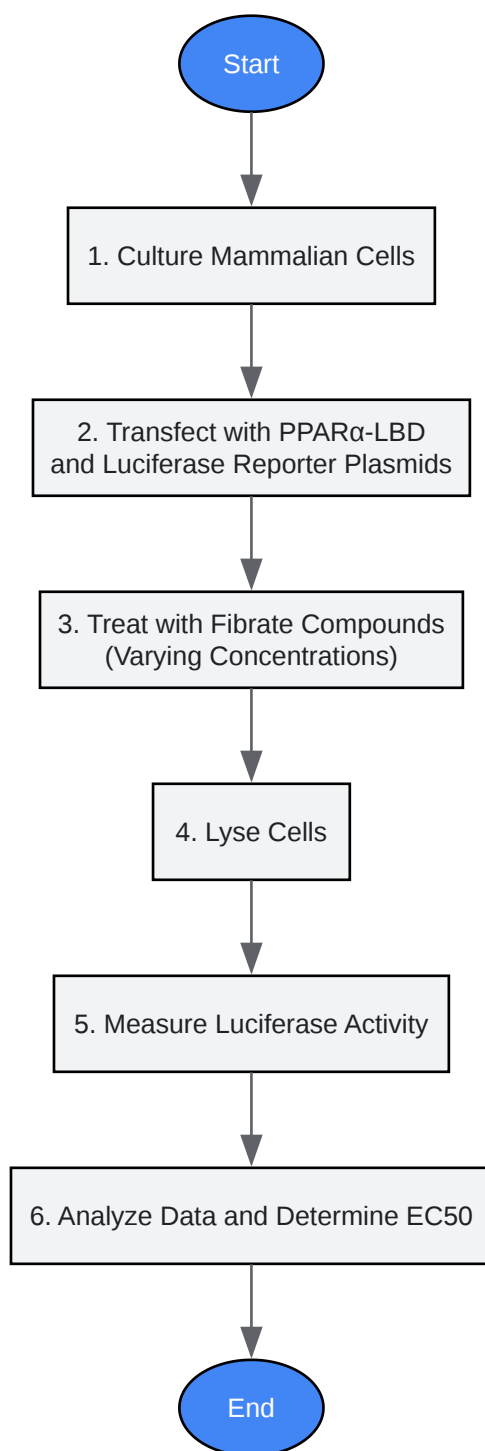 Start
1. Culture Mammalian Cells
2. Transfect with PPARα-LBD
and Luciferase Reporter Plasmids
3. Treat with Fibrate Compounds
(Varying Concentrations)
4. Lyse Cells
5. Measure Luciferase Activity
6. Analyze Data and Determine EC50
End